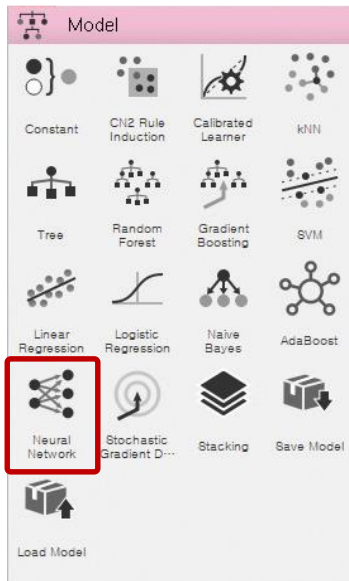 Model
Constant
CN2 Rule
Induction
Calibrated
Learner
kNN
Tree
Random
Forest
Gradient
Boosting
SVM
Linear
Regression
Logistic
Regression
Naive
Bayes
AdaBoost
Neural
Network
Stochastic
Gradient D···
Stacking
Save Model
Load Model